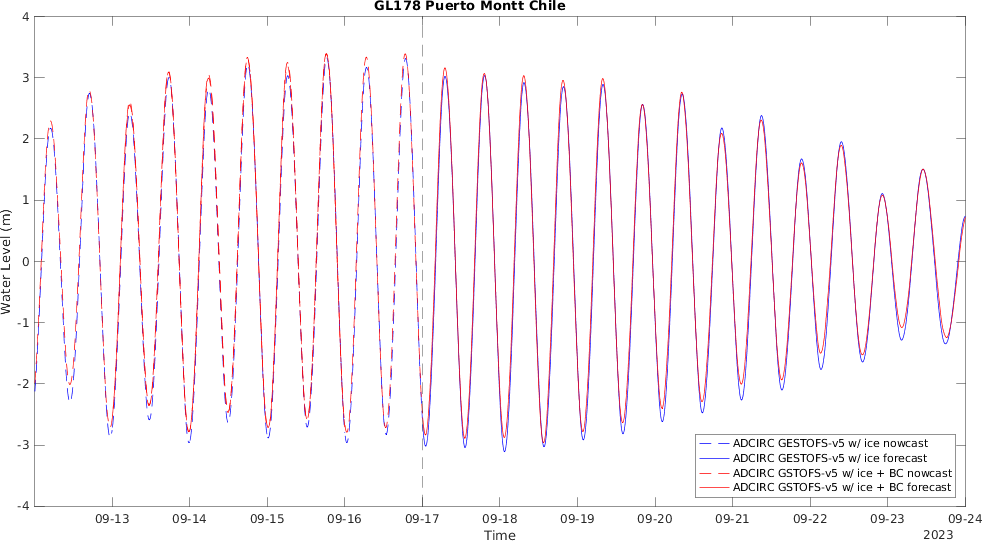 GL178 Puerto Montt Chile
4
3
2
1
0
-1
-2
-3
-4
Water Level (m)
ADCIRC GESTOFS-v5 w/ ice nowcast
ADCIRC GESTOFS-v5 w/ ice forecast
ADCIRC GSTOFS-v5 w/ ice + BC nowcast
ADCIRC GSTOFS-v5 w/ ice + BC forecast
09-13 09-14 09-15 09-16 09-17 09-18 09-19 09-20 09-21 09-22 09-23 09-24
Time
2023